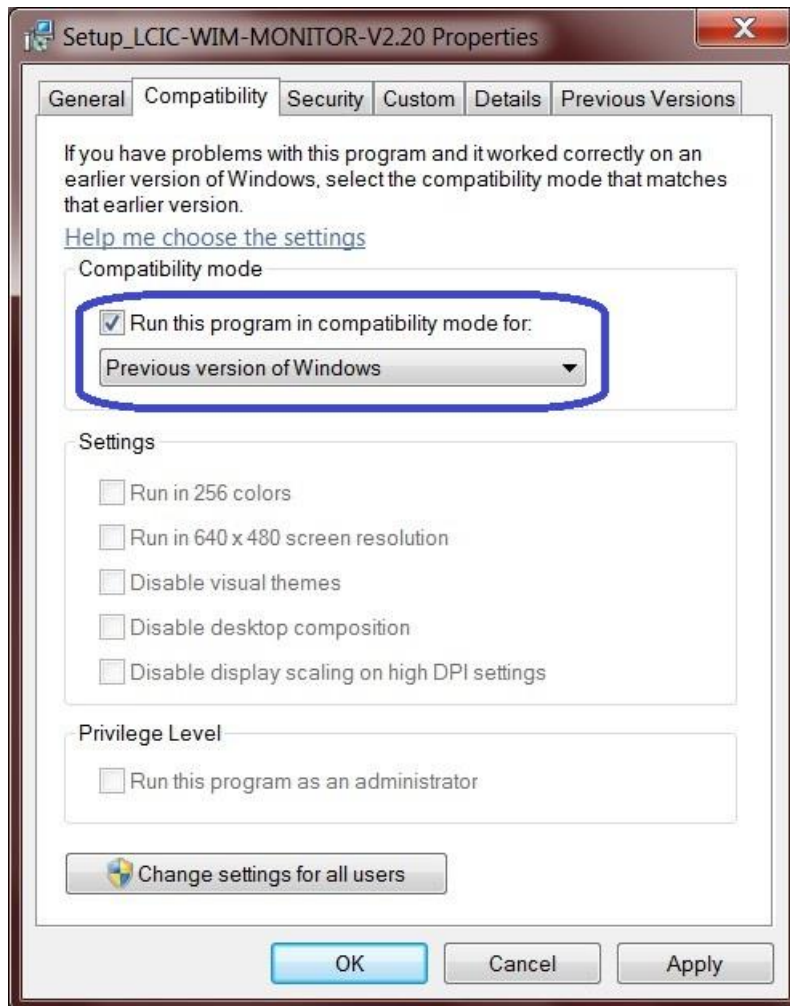 Setup_LCIC-WIM-MONITOR-V2.20 Properties
General Compatibility Security Custom Details Previous Versions
If you have problems with this program and it worked correctly on an
earlier version of Windows, select the compatibility mode that matches
that earlier version.
Help me choose the settings
Compatibility mode
Run this program in compatibility mode for:
Previous version of Windows
Settings
Run in 256 colors
Run in 640 x 480 screen resolution
Disable visual themes
Disable desktop composition
Disable display scaling on high DPI settings
Privilege Level
Run this program as an administrator
Change settings for all users
OK Cancel Apply